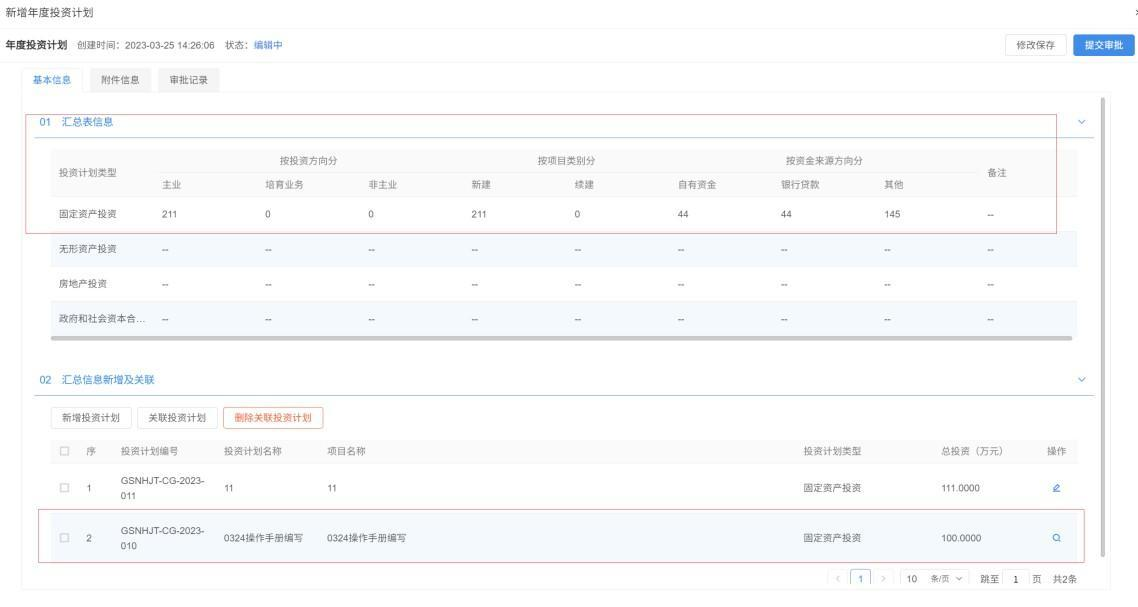 新增年度投资计划
年度投资计划 创建时间：2023-03-25 14:26:06 状态：编辑中 修改保存 提交审批
基本信息 附件信息 审批记录
01 汇总表信息
投资计划类型 按投资方向分 按项目类别分 按资金来源方向分 备注
主业 培育业务 非主业 新建 续建 自有资金 银行贷款 其他
固定资产投资 211 0 0 211 0 44 44 145 --
无形资产投资 -- -- -- -- -- -- -- -- --
房地产投资 -- -- -- -- -- -- -- -- --
政府和社会资本合... -- -- -- -- -- -- -- -- --
02 汇总信息新增及关联
新增投资计划 关联投资计划 删除关联投资计划
序 投资计划编号 投资计划名称 项目名称 投资计划类型 总投资（万元） 操作
1 GSNHJT-CG-2023-011 11 11 固定资产投资 111.0000
2 GSNHJT-CG-2023-010 0324操作手册编写 0324操作手册编写 固定资产投资 100.0000
< 1 > 10 条/页 跳至 1 页 共2条